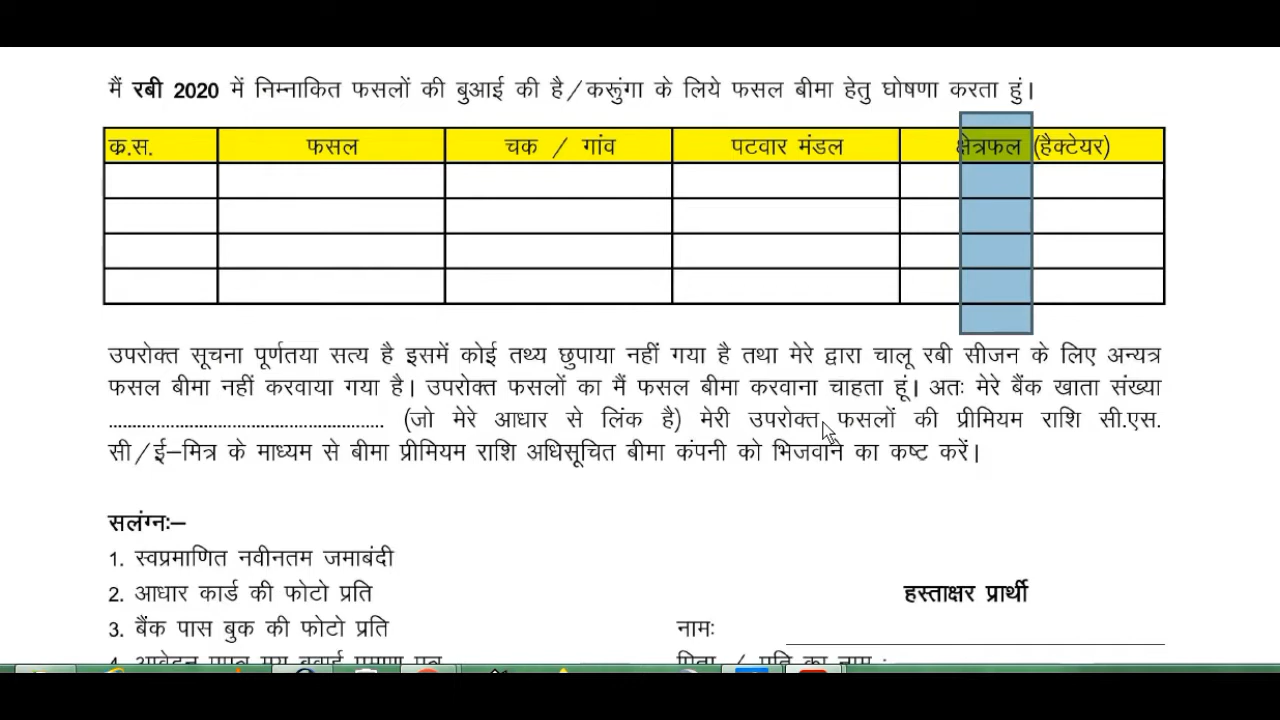 मैं रबी 2020 में निम्नाकित फसलों की बुआई की है/करूंगा के लिये फसल बीमा हेतु घोषणा करता हुं।
क्र.स. फसल चक / गांव पटवार मंडल क्षेत्रफल (हैक्टेयर)
उपरोक्त सूचना पूर्णतया सत्य है इसमें कोई तथ्य छुपाया नहीं गया है तथा मेरे द्वारा चालू रबी सीजन के लिए अन्यत्र
फसल बीमा नहीं करवाया गया है। उपरोक्त फसलों का मैं फसल बीमा करवाना चाहता हूं। अतः मेरे बैंक खाता संख्या
...................................................... (जो मेरे आधार से लिंक है) मेरी उपरोक्त फसलों की प्रीमियम राशि सी.एस.
सी/ई–मित्र के माध्यम से बीमा प्रीमियम राशि अधिसूचित बीमा कंपनी को भिजवाने का कष्ट करें।
सलंग्नः–
1. स्वप्रमाणित नवीनतम जमाबंदी
2. आधार कार्ड की फोटो प्रति
हस्ताक्षर प्रार्थी
3. बैंक पास बुक की फोटो प्रति
नामः